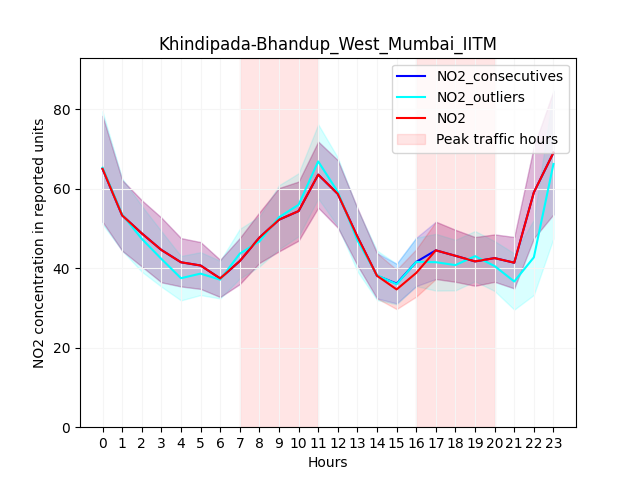 Khindipada-Bhandup_West_Mumbai_IITM
NO2_consecutives
NO2_outliers
NO2
Peak traffic hours
NO2 concentration in reported units
80
60
40
20
0
0 1 2 3 4 5 6 7 8 9 10 11 12 13 14 15 16 17 18 19 20 21 22 23
Hours